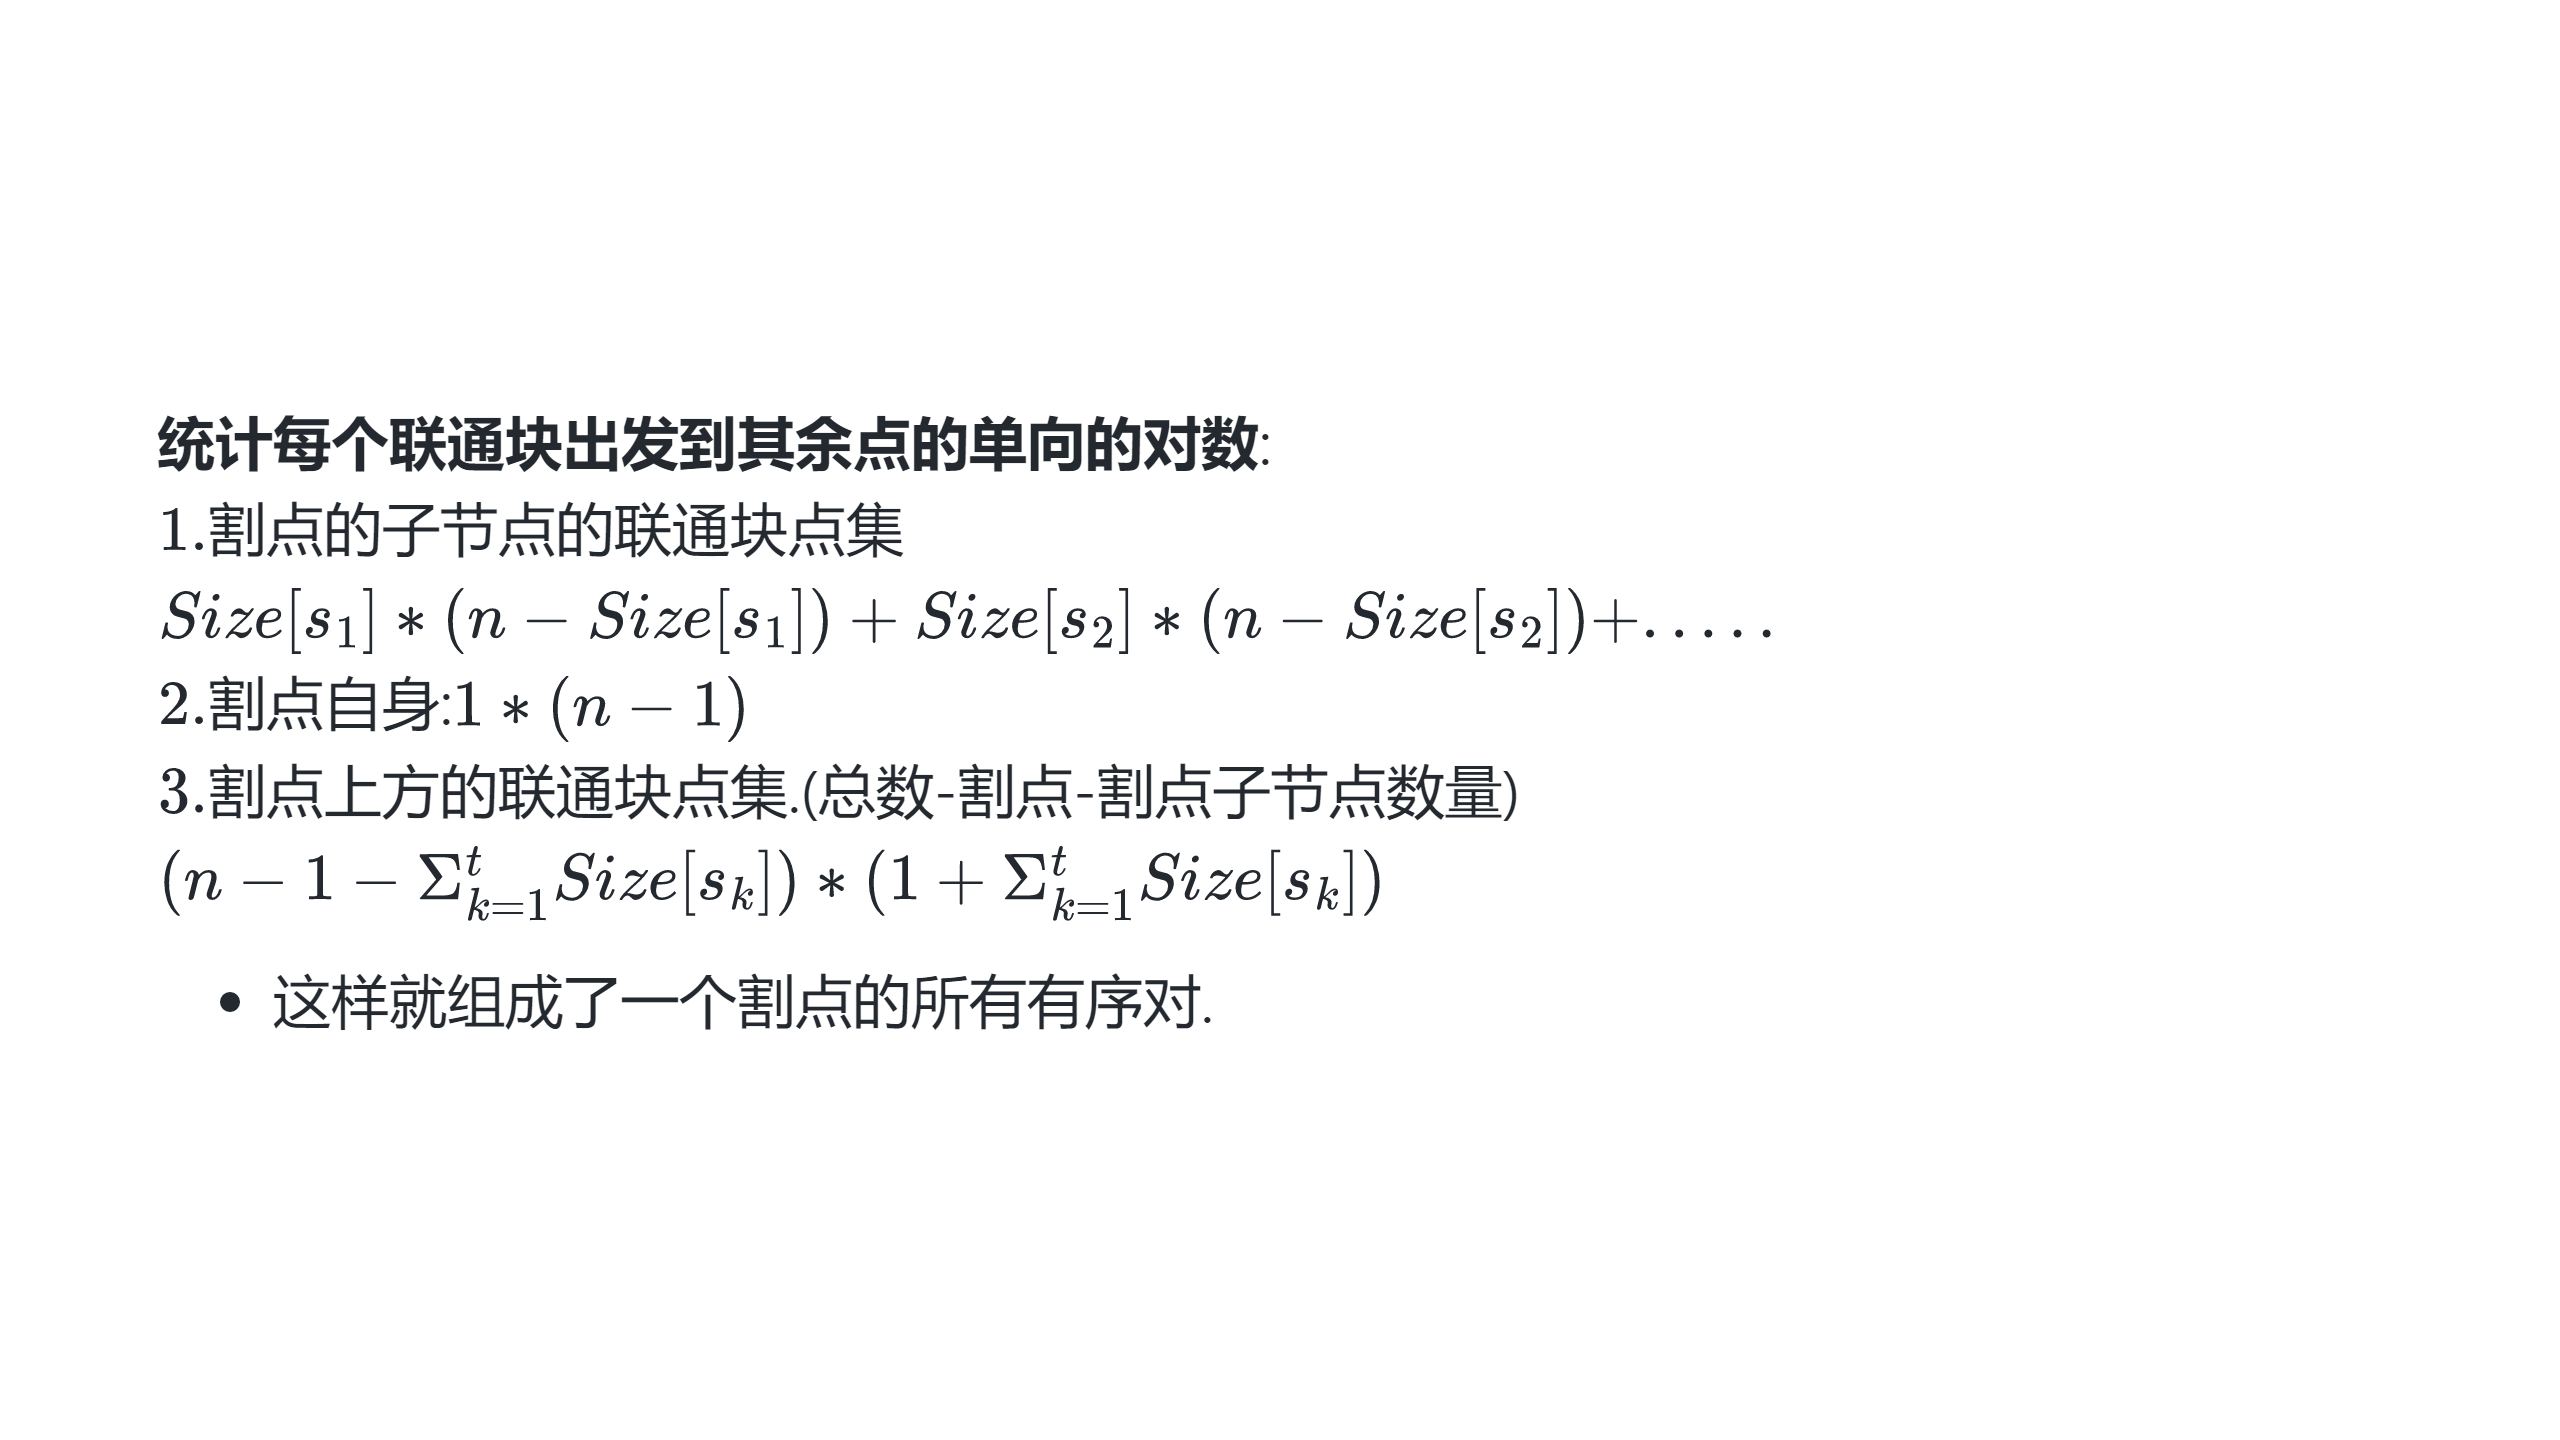 统计每个联通块出发到其余点的单向的对数:
1.割点的子节点的联通块点集
$Size[s_1] * (n - Size[s_1]) + Size[s_2] * (n - Size[s_2])+.....$
2.割点自身:$1 * (n - 1)$
3.割点上方的联通块点集.(总数-割点-割点子节点数量)
$(n - 1 - \Sigma_{k=1}^{t} Size[s_k]) * (1 + \Sigma_{k=1}^{t} Size[s_k])$
• 这样就组成了一个割点的所有有序对.